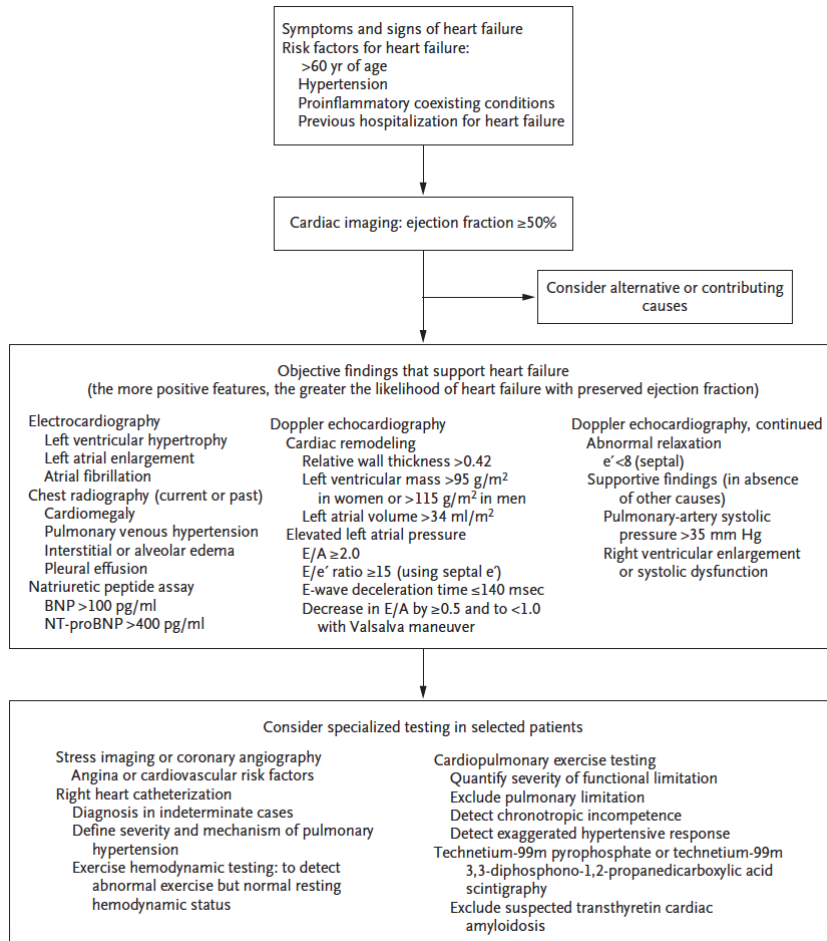 Symptoms and signs of heart failure
Risk factors for heart failure:
>60 yr of age
Hypertension
Proinflammatory coexisting conditions
Previous hospitalization for heart failure
Cardiac imaging: ejection fraction ≥50%
Consider alternative or contributing
causes
Objective findings that support heart failure
(the more positive features, the greater the likelihood of heart failure with preserved ejection fraction)
Electrocardiography
Left ventricular hypertrophy
Left atrial enlargement
Atrial fibrillation
Chest radiography (current or past)
Cardiomegaly
Pulmonary venous hypertension
Interstitial or alveolar edema
Pleural effusion
Natriuretic peptide assay
BNP >100 pg/ml
NT-proBNP >400 pg/ml
Doppler echocardiography
Cardiac remodeling
Relative wall thickness >0.42
Left ventricular mass >95 g/m²
in women or >115 g/m² in men
Left atrial volume >34 ml/m²
Elevated left atrial pressure
E/A ≥2.0
E/e′ ratio ≥15 (using septal e′)
E-wave deceleration time ≤140 msec
Decrease in E/A by ≥0.5 and to <1.0
with Valsalva maneuver
Doppler echocardiography, continued
Abnormal relaxation
e′<8 (septal)
Supportive findings (in absence
of other causes)
Pulmonary-artery systolic
pressure >35 mm Hg
Right ventricular enlargement
or systolic dysfunction
Consider specialized testing in selected patients
Stress imaging or coronary angiography
Angina or cardiovascular risk factors
Right heart catheterization
Diagnosis in indeterminate cases
Define severity and mechanism of pulmonary
hypertension
Exercise hemodynamic testing: to detect
abnormal exercise but normal resting
hemodynamic status
Cardiopulmonary exercise testing
Quantify severity of functional limitation
Exclude pulmonary limitation
Detect chronotropic incompetence
Detect exaggerated hypertensive response
Technetium-99m pyrophosphate or technetium-99m
3,3-diphosphono-1,2-propanedicarboxylic acid
scintigraphy
Exclude suspected transthyretin cardiac
amyloidosis